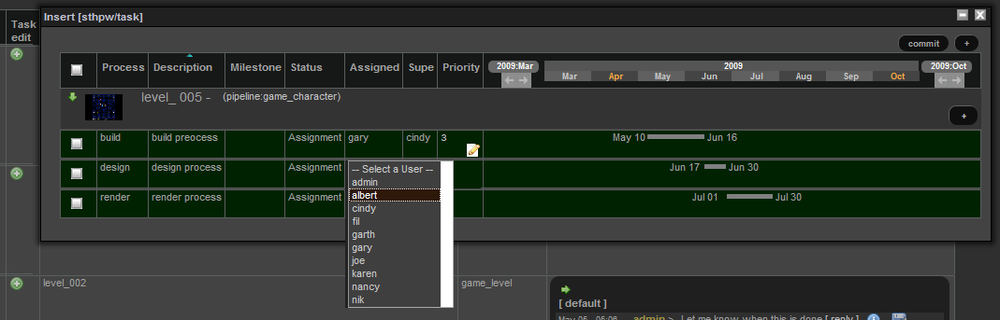 Insert [sthpw/task]
Task edit
commit +
Process Description Milestone Status Assigned Supe Priority 2009:Mar 2009 2009:Oct
Mar Apr May Jun Jul Aug Sep Oct
level_ 005 - (pipeline:game_character)
+
build build preocess Assignment gary cindy 3 May 10 Jun 16
design design process Assignment Jun 17 Jun 30
render render process Assignment Jul 01 Jul 30
-- Select a User --
admin
albert
cindy
fil
garth
gary
joe
karen
nancy
nik
level_002 game_level
[ default ]
admin > Let me know when this is done [ reply ]